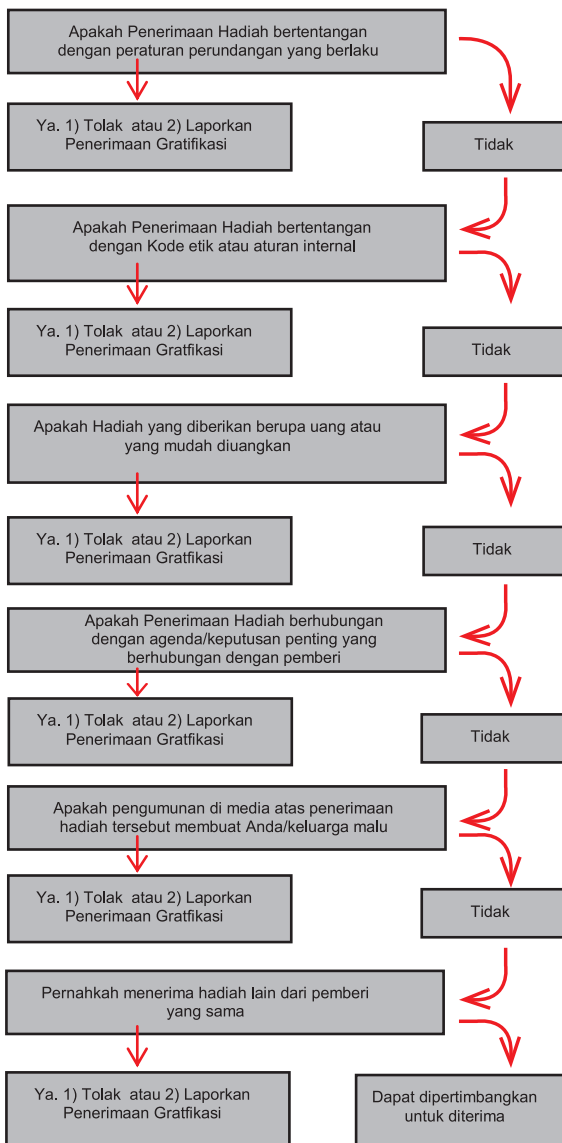 Apakah Penerimaan Hadiah bertentangan
dengan peraturan perundangan yang berlaku
Ya. 1) Tolak atau 2) Laporkan
Penerimaan Gratifikasi
Tidak
Apakah Penerimaan Hadiah bertentangan
dengan Kode etik atau aturan internal
Ya. 1) Tolak atau 2) Laporkan
Penerimaan Gratfikasi
Tidak
Apakah Hadiah yang diberikan berupa uang atau
yang mudah diuangkan
Ya. 1) Tolak atau 2) Laporkan
Penerimaan Gratfikasi
Tidak
Apakah Penerimaan Hadiah berhubungan
dengan agenda/keputusan penting yang
berhubungan dengan pemberi
Ya. 1) Tolak atau 2) Laporkan
Penerimaan Gratfikasi
Tidak
Apakah pengumunan di media atas penerimaan
hadiah tersebut membuat Anda/keluarga malu
Ya. 1) Tolak atau 2) Laporkan
Penerimaan Gratfikasi
Tidak
Pernahkah menerima hadiah lain dari pemberi
yang sama
Ya. 1) Tolak atau 2) Laporkan
Penerimaan Gratfikasi
Dapat dipertimbangkan
untuk diterima